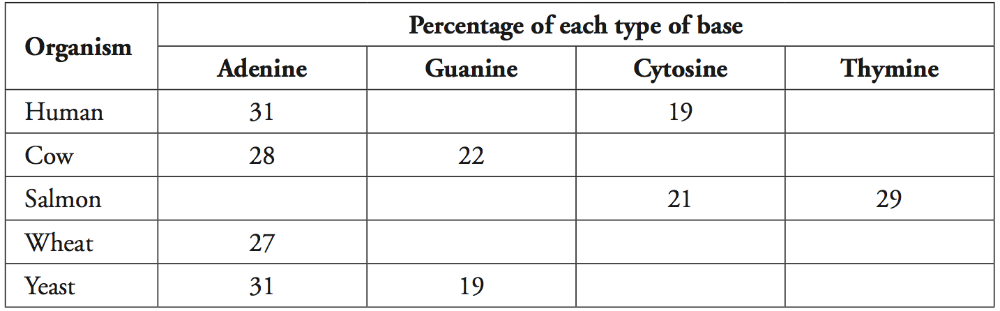 Organism Percentage of each type of base
Adenine Guanine Cytosine Thymine
Human 31 19
Cow 28 22
Salmon 21 29
Wheat 27
Yeast 31 19